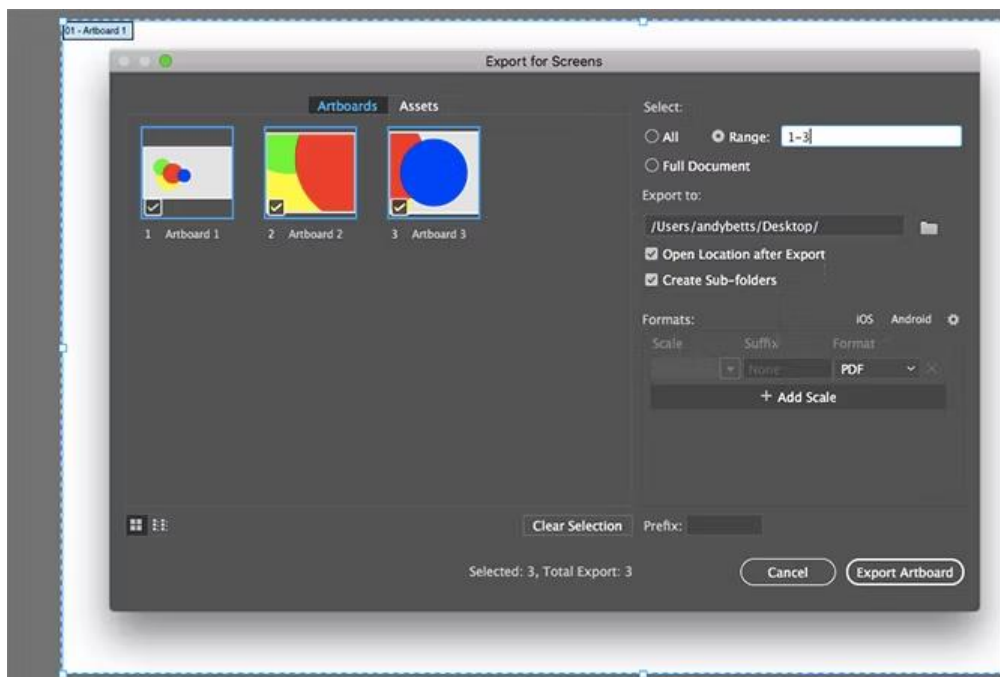 01 - Artboard 1
Export for Screens
Artboards Assets
1 Artboard 1
2 Artboard 2
3 Artboard 3
Clear Selection
Selected: 3, Total Export: 3
Select:
All Range: 1-3
Full Document
Export to:
/Users/andybetts/Desktop/
Open Location after Export
Create Sub-folders
Formats: iOS Android
Scale Suffix Format
None PDF
+ Add Scale
Prefix:
Cancel Export Artboard